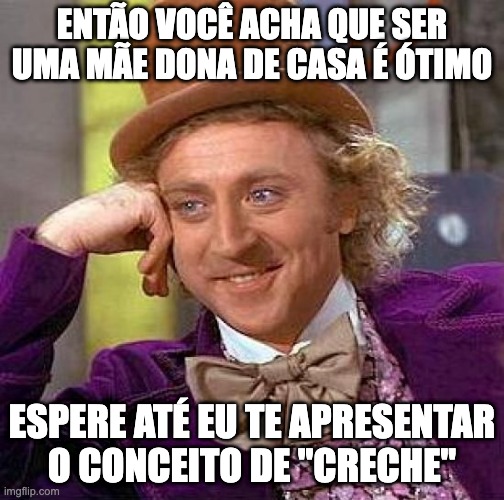 ENTÃO VOCÊ ACHA QUE SER
UMA MÃE DONA DE CASA É ÓTIMO
ESPERE ATÉ EU TE APRESENTAR
O CONCEITO DE "CRECHE"
imgflip.com